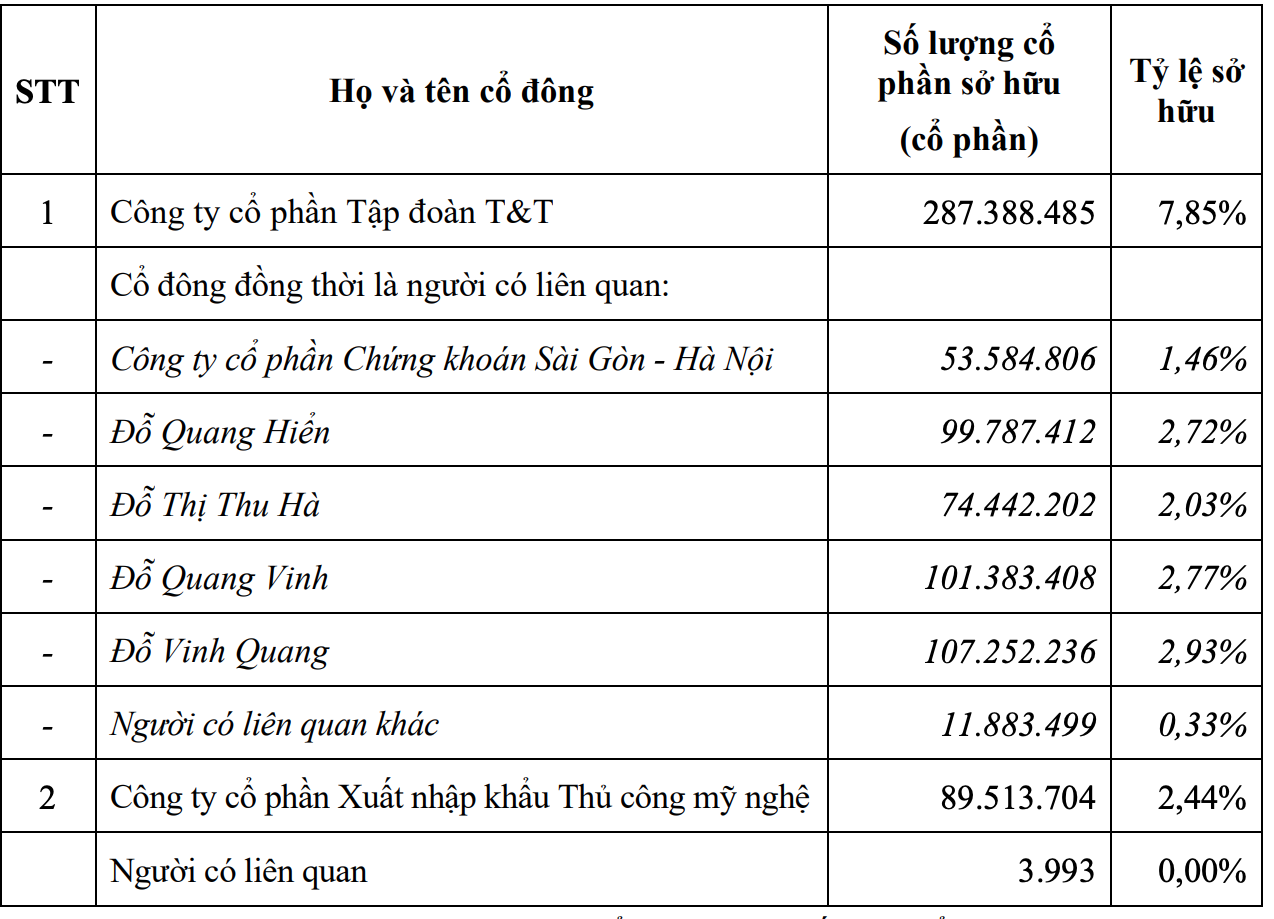 STT Họ và tên cổ đông Số lượng cổ phần sở hữu (cổ phần) Tỷ lệ sở hữu
1 Công ty cổ phần Tập đoàn T&T 287.388.485 7,85%
Cổ đông đồng thời là người có liên quan:
- Công ty cổ phần Chứng khoán Sài Gòn - Hà Nội 53.584.806 1,46%
- Đỗ Quang Hiển 99.787.412 2,72%
- Đỗ Thị Thu Hà 74.442.202 2,03%
- Đỗ Quang Vinh 101.383.408 2,77%
- Đỗ Vinh Quang 107.252.236 2,93%
- Người có liên quan khác 11.883.499 0,33%
2 Công ty cổ phần Xuất nhập khẩu Thủ công mỹ nghệ 89.513.704 2,44%
Người có liên quan 3.993 0,00%